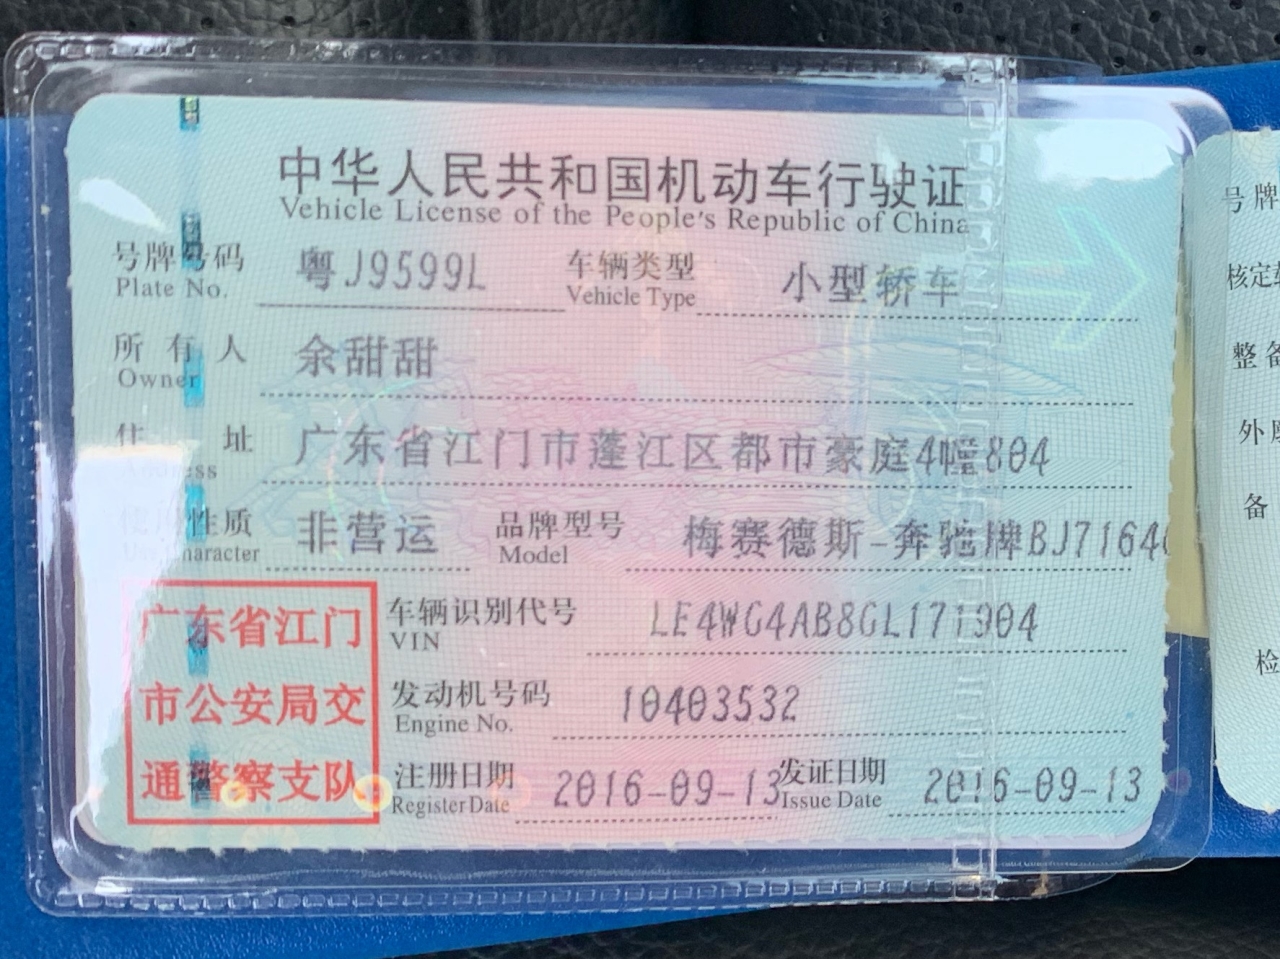 中华人民共和国机动车行驶证
Vehicle License of the People's Republic of China
号牌号码 粤J9599L 车辆类型 小型轿车
Plate No. Vehicle Type
所有人 余甜甜
Owner
住址 广东省江门市蓬江区都市豪庭4幢804
Address
使用性质 非营运 品牌型号 梅赛德斯-奔驰牌BJ7164
Use Character Model
车辆识别代号 LE4WG4AB8GL171904
VIN
发动机号码 10403532
Engine No.
注册日期 2016-09-13 发证日期 2016-09-13
Register Date Issue Date
广东省江门
市公安局交
通警察支队
号牌
核定
整备
外
备
检